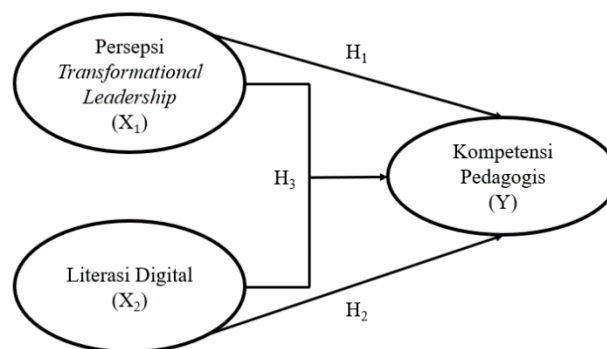 Persepsi
Transformational
Leadership
(X₁)
H₁
Kompetensi
Pedagogis
(Y)
H₃
Literasi Digital
(X₂)
H₂